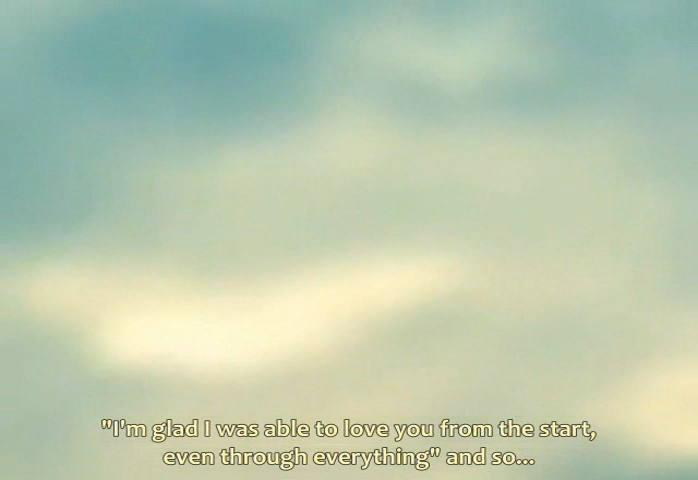 "I'm glad I was able to love you from the start,
even through everything" and so...